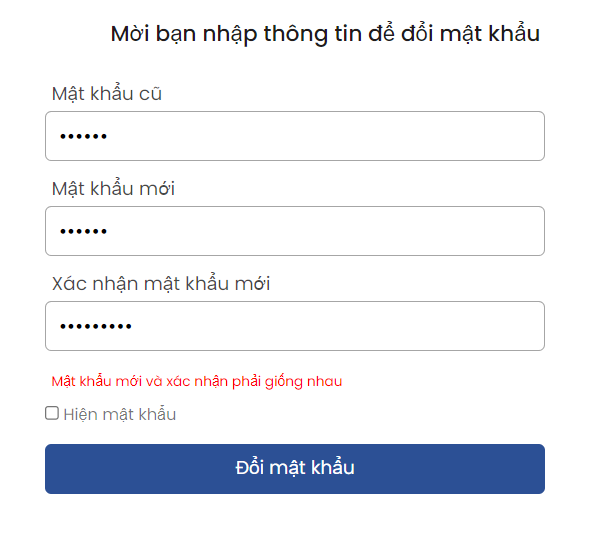 Mời bạn nhập thông tin để đổi mật khẩu
Mật khẩu cũ
••••••
Mật khẩu mới
••••••
Xác nhận mật khẩu mới
•••••••••
Mật khẩu mới và xác nhận phải giống nhau
Hiện mật khẩu
Đổi mật khẩu